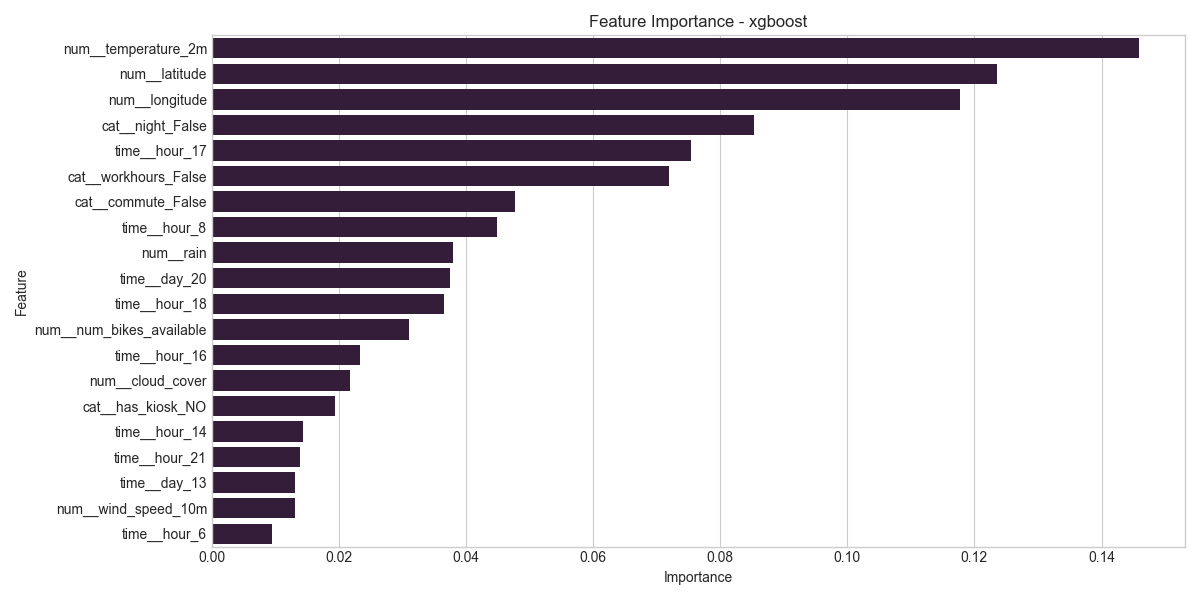 Feature Importance - xgboost
num__temperature_2m
num__latitude
num__longitude
cat__night_False
time__hour_17
cat__workhours_False
cat__commute_False
time__hour_8
num__rain
time__day_20
time__hour_18
num__num_bikes_available
time__hour_16
num__cloud_cover
cat__has_kiosk_NO
time__hour_14
time__hour_21
time__day_13
num__wind_speed_10m
time__hour_6
Feature
0.00 0.02 0.04 0.06 0.08 0.10 0.12 0.14
Importance